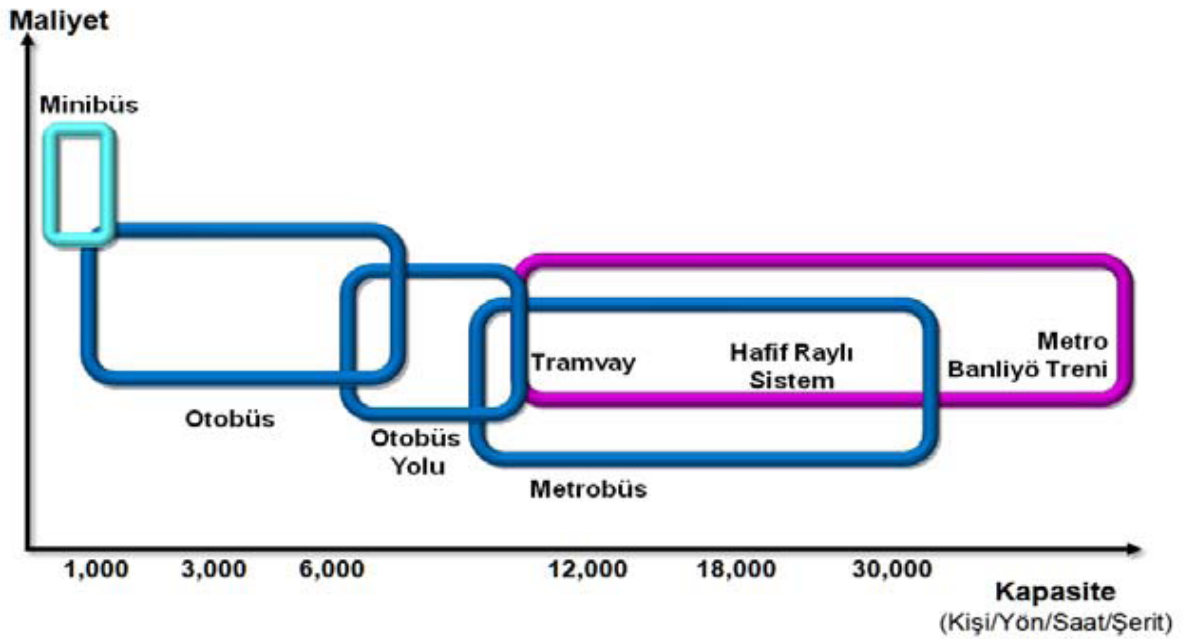 Maliyet
Minibüs
Otobüs
Otobüs
Yolu
Metrobüs
Tramvay
Hafif Raylı
Sistem
Metro
Banliyö Treni
1,000 3,000 6,000 12,000 18,000 30,000
Kapasite
(Kişi/Yön/Saat/Şerit)